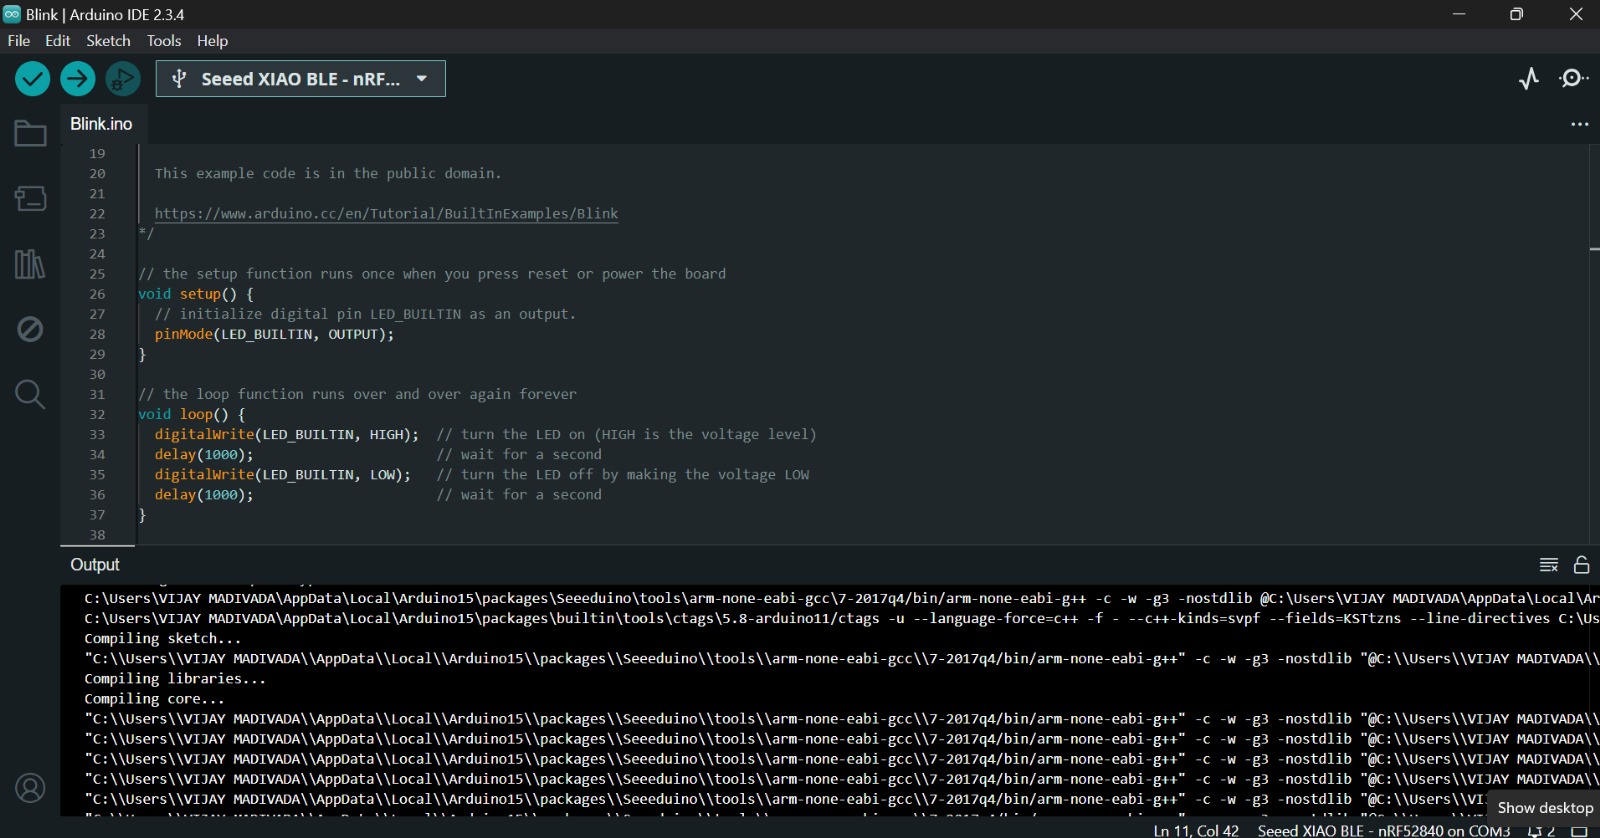 Blink | Arduino IDE 2.3.4
File Edit Sketch Tools Help
Seeed XIAO BLE - nRF...
Blink.ino
19
20 This example code is in the public domain.
21
22 https://www.arduino.cc/en/Tutorial/BuiltInExamples/Blink
23 */
24
25 // the setup function runs once when you press reset or power the board
26 void setup() {
27 // initialize digital pin LED_BUILTIN as an output.
28 pinMode(LED_BUILTIN, OUTPUT);
29 }
30
31 // the loop function runs over and over again forever
32 void loop() {
33 digitalWrite(LED_BUILTIN, HIGH); // turn the LED on (HIGH is the voltage level)
34 delay(1000); // wait for a second
35 digitalWrite(LED_BUILTIN, LOW); // turn the LED off by making the voltage LOW
36 delay(1000); // wait for a second
37 }
38
Output
C:\Users\VIJAY MADIVADA\AppData\Local\Arduino15\packages\Seeeduino\tools\arm-none-eabi-gcc\7-2017q4/bin/arm-none-eabi-g++ -c -w -g3 -nostdlib @C:\Users\VIJAY MADIVADA\AppData\Local\Ar
C:\Users\VIJAY MADIVADA\AppData\Local\Arduino15\packages\builtin\tools\ctags\5.8-arduino11/ctags -u --language-force=c++ -f - --c++-kinds=svpf --fields=KSTtzns --line-directives C:\Us
Compiling sketch...
"C:\\Users\\VIJAY MADIVADA\\AppData\\Local\\Arduino15\\packages\\Seeeduino\\tools\\arm-none-eabi-gcc\\7-2017q4/bin/arm-none-eabi-g++" -c -w -g3 -nostdlib "@C:\\Users\\VIJAY MADIVADA\\
Compiling libraries...
Compiling core...
"C:\\Users\\VIJAY MADIVADA\\AppData\\Local\\Arduino15\\packages\\Seeeduino\\tools\\arm-none-eabi-gcc\\7-2017q4/bin/arm-none-eabi-g++" -c -w -g3 -nostdlib "@C:\\Users\\VIJAY MADIVADA\\
"C:\\Users\\VIJAY MADIVADA\\AppData\\Local\\Arduino15\\packages\\Seeeduino\\tools\\arm-none-eabi-gcc\\7-2017q4/bin/arm-none-eabi-g++" -c -w -g3 -nostdlib "@C:\\Users\\VIJAY MADIVADA\\
"C:\\Users\\VIJAY MADIVADA\\AppData\\Local\\Arduino15\\packages\\Seeeduino\\tools\\arm-none-eabi-gcc\\7-2017q4/bin/arm-none-eabi-g++" -c -w -g3 -nostdlib "@C:\\Users\\VIJAY MADIVADA\\
"C:\\Users\\VIJAY MADIVADA\\AppData\\Local\\Arduino15\\packages\\Seeeduino\\tools\\arm-none-eabi-gcc\\7-2017q4/bin/arm-none-eabi-g++" -c -w -g3 -nostdlib "@C:\\Users\\VIJAY MADIVADA\\
"C:\\Users\\VIJAY MADIVADA\\AppData\\Local\\Arduino15\\packages\\Seeeduino\\tools\\arm-none-eabi-gcc\\7-2017q4/bin/arm-none-eabi-g++" -c -w -g3 -nostdlib "@C:\\Users\\VI
Show desktop
Ln 11, Col 42 Seeed XIAO BLE - nRF52840 on COM3 2